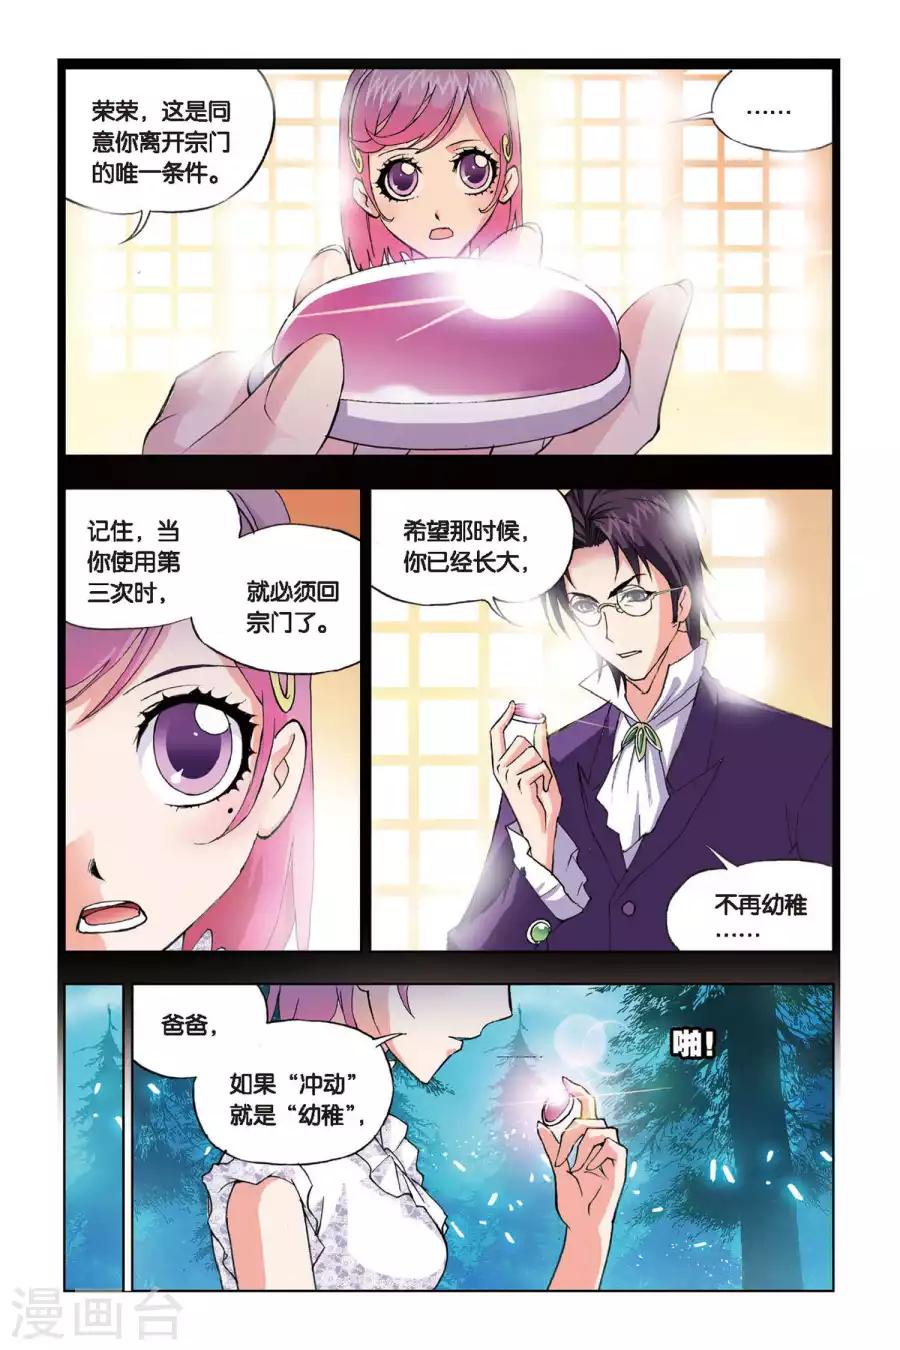 荣荣，这是同
意你离开宗门
的唯一条件。
……
记住，当
你使用第
三次时，
就必须回
宗门了。
希望那时候，
你已经长大，
不再幼稚
……
爸爸，
如果“冲动”
就是“幼稚”，
啪！
漫画台